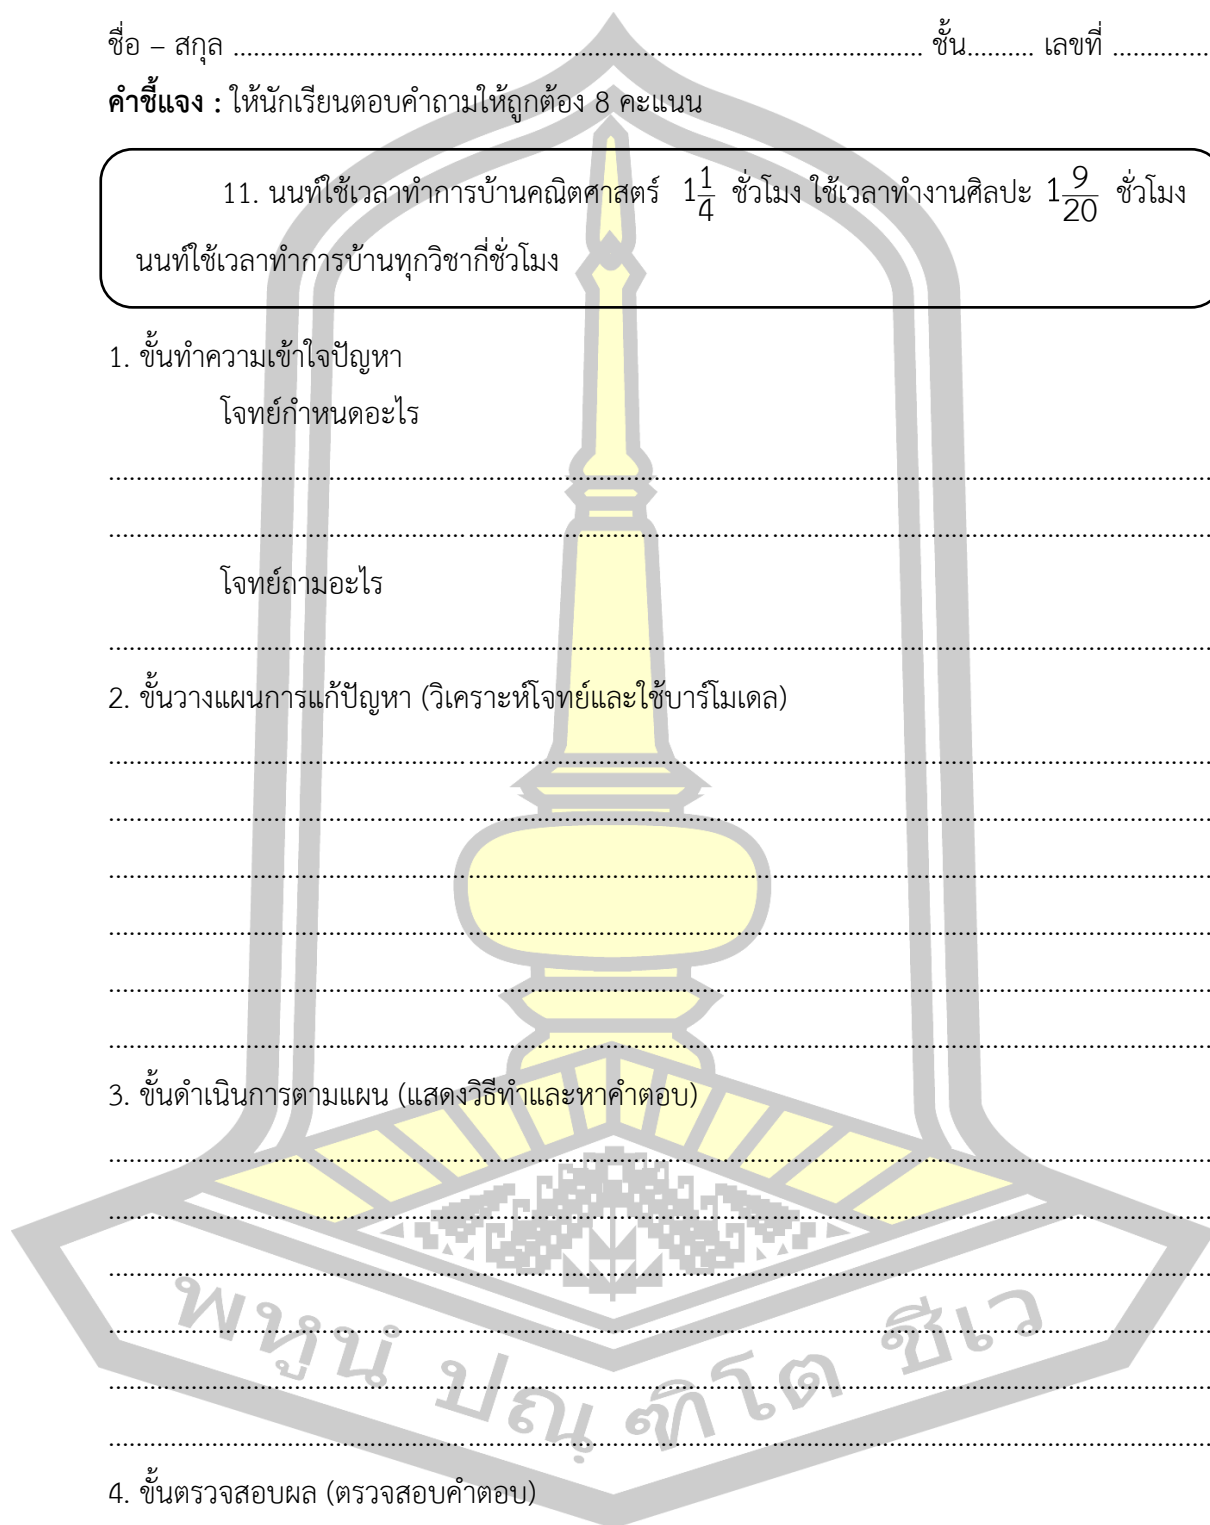 ชื่อ – สกุล ........................................................................................................ ชั้น.......... เลขที่ ..............
คำชี้แจง : ให้นักเรียนตอบคำถามให้ถูกต้อง 8 คะแนน
11. นนท์ใช้เวลาทำการบ้านคณิตศาสตร์ 1 1/4 ชั่วโมง ใช้เวลาทำงานศิลปะ 1 9/20 ชั่วโมง
นนท์ใช้เวลาทำการบ้านทุกวิชากี่ชั่วโมง
1. ขั้นทำความเข้าใจปัญหา
โจทย์กำหนดอะไร
โจทย์ถามอะไร
2. ขั้นวางแผนการแก้ปัญหา (วิเคราะห์โจทย์และใช้บาร์โมเดล)
3. ขั้นดำเนินการตามแผน (แสดงวิธีทำและหาคำตอบ)
พหูนํ ปณฺฑิโต ชีเว
4. ขั้นตรวจสอบผล (ตรวจสอบคำตอบ)